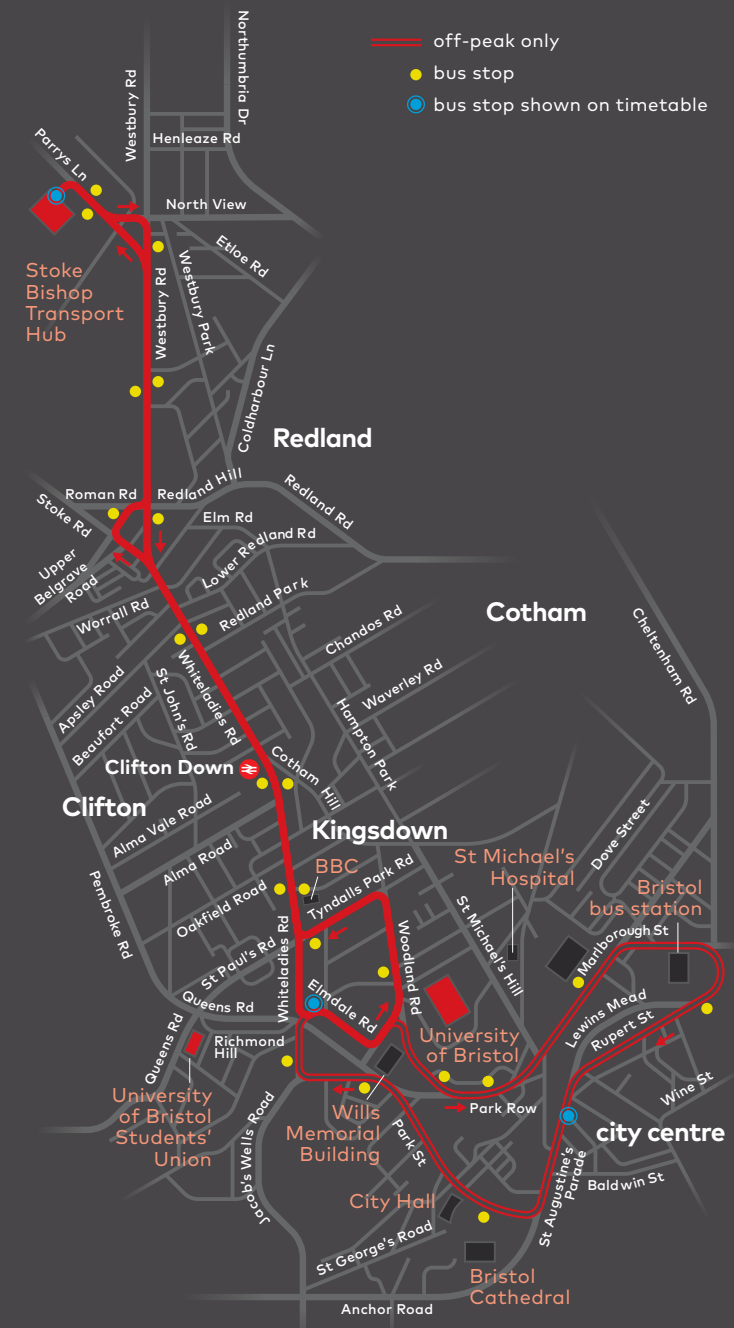 off-peak only
bus stop
bus stop shown on timetable
Northumbria Dr
Westbury Rd
Henleaze Rd
Parrys Ln
North View
Etloe Rd
Stoke
Bishop
Transport
Hub
Westbury Rd
Westbury Park
Coldharbour Ln
Redland
Roman Rd
Redland Hill
Redland Rd
Stoke Rd
Elm Rd
Lower Redland Rd
Upper
Belgrave
Road
Worrall Rd
Redland Park
Chandos Rd
Cotham
Cheltenham Rd
Apsley Road
Beaufort Road
St John's Rd
Whiteladies Rd
Waverley Rd
Hampton Park
Clifton Down
Cotham Hill
Clifton
Alma Vale Road
Kingsdown
Dove Street
Alma Road
BBC
Tyndalls Park Rd
St Michael's
Hospital
Bristol
bus station
Pembroke Rd
Oakfield Road
St Michael's Hill
Marlborough St
St Paul's Rd
Whiteladies Rd
Woodland Rd
Elmdale Rd
Queens Rd
Lewins Mead
Rupert St
Queens Rd
Richmond
Hill
University
of Bristol
Wine St
University
of Bristol
Students'
Union
Wills
Memorial
Building
Park Row
city centre
Jacob's Wells Road
Park St
St Augustine's
Parade
Baldwin St
City Hall
St George's Road
Bristol
Cathedral
Anchor Road